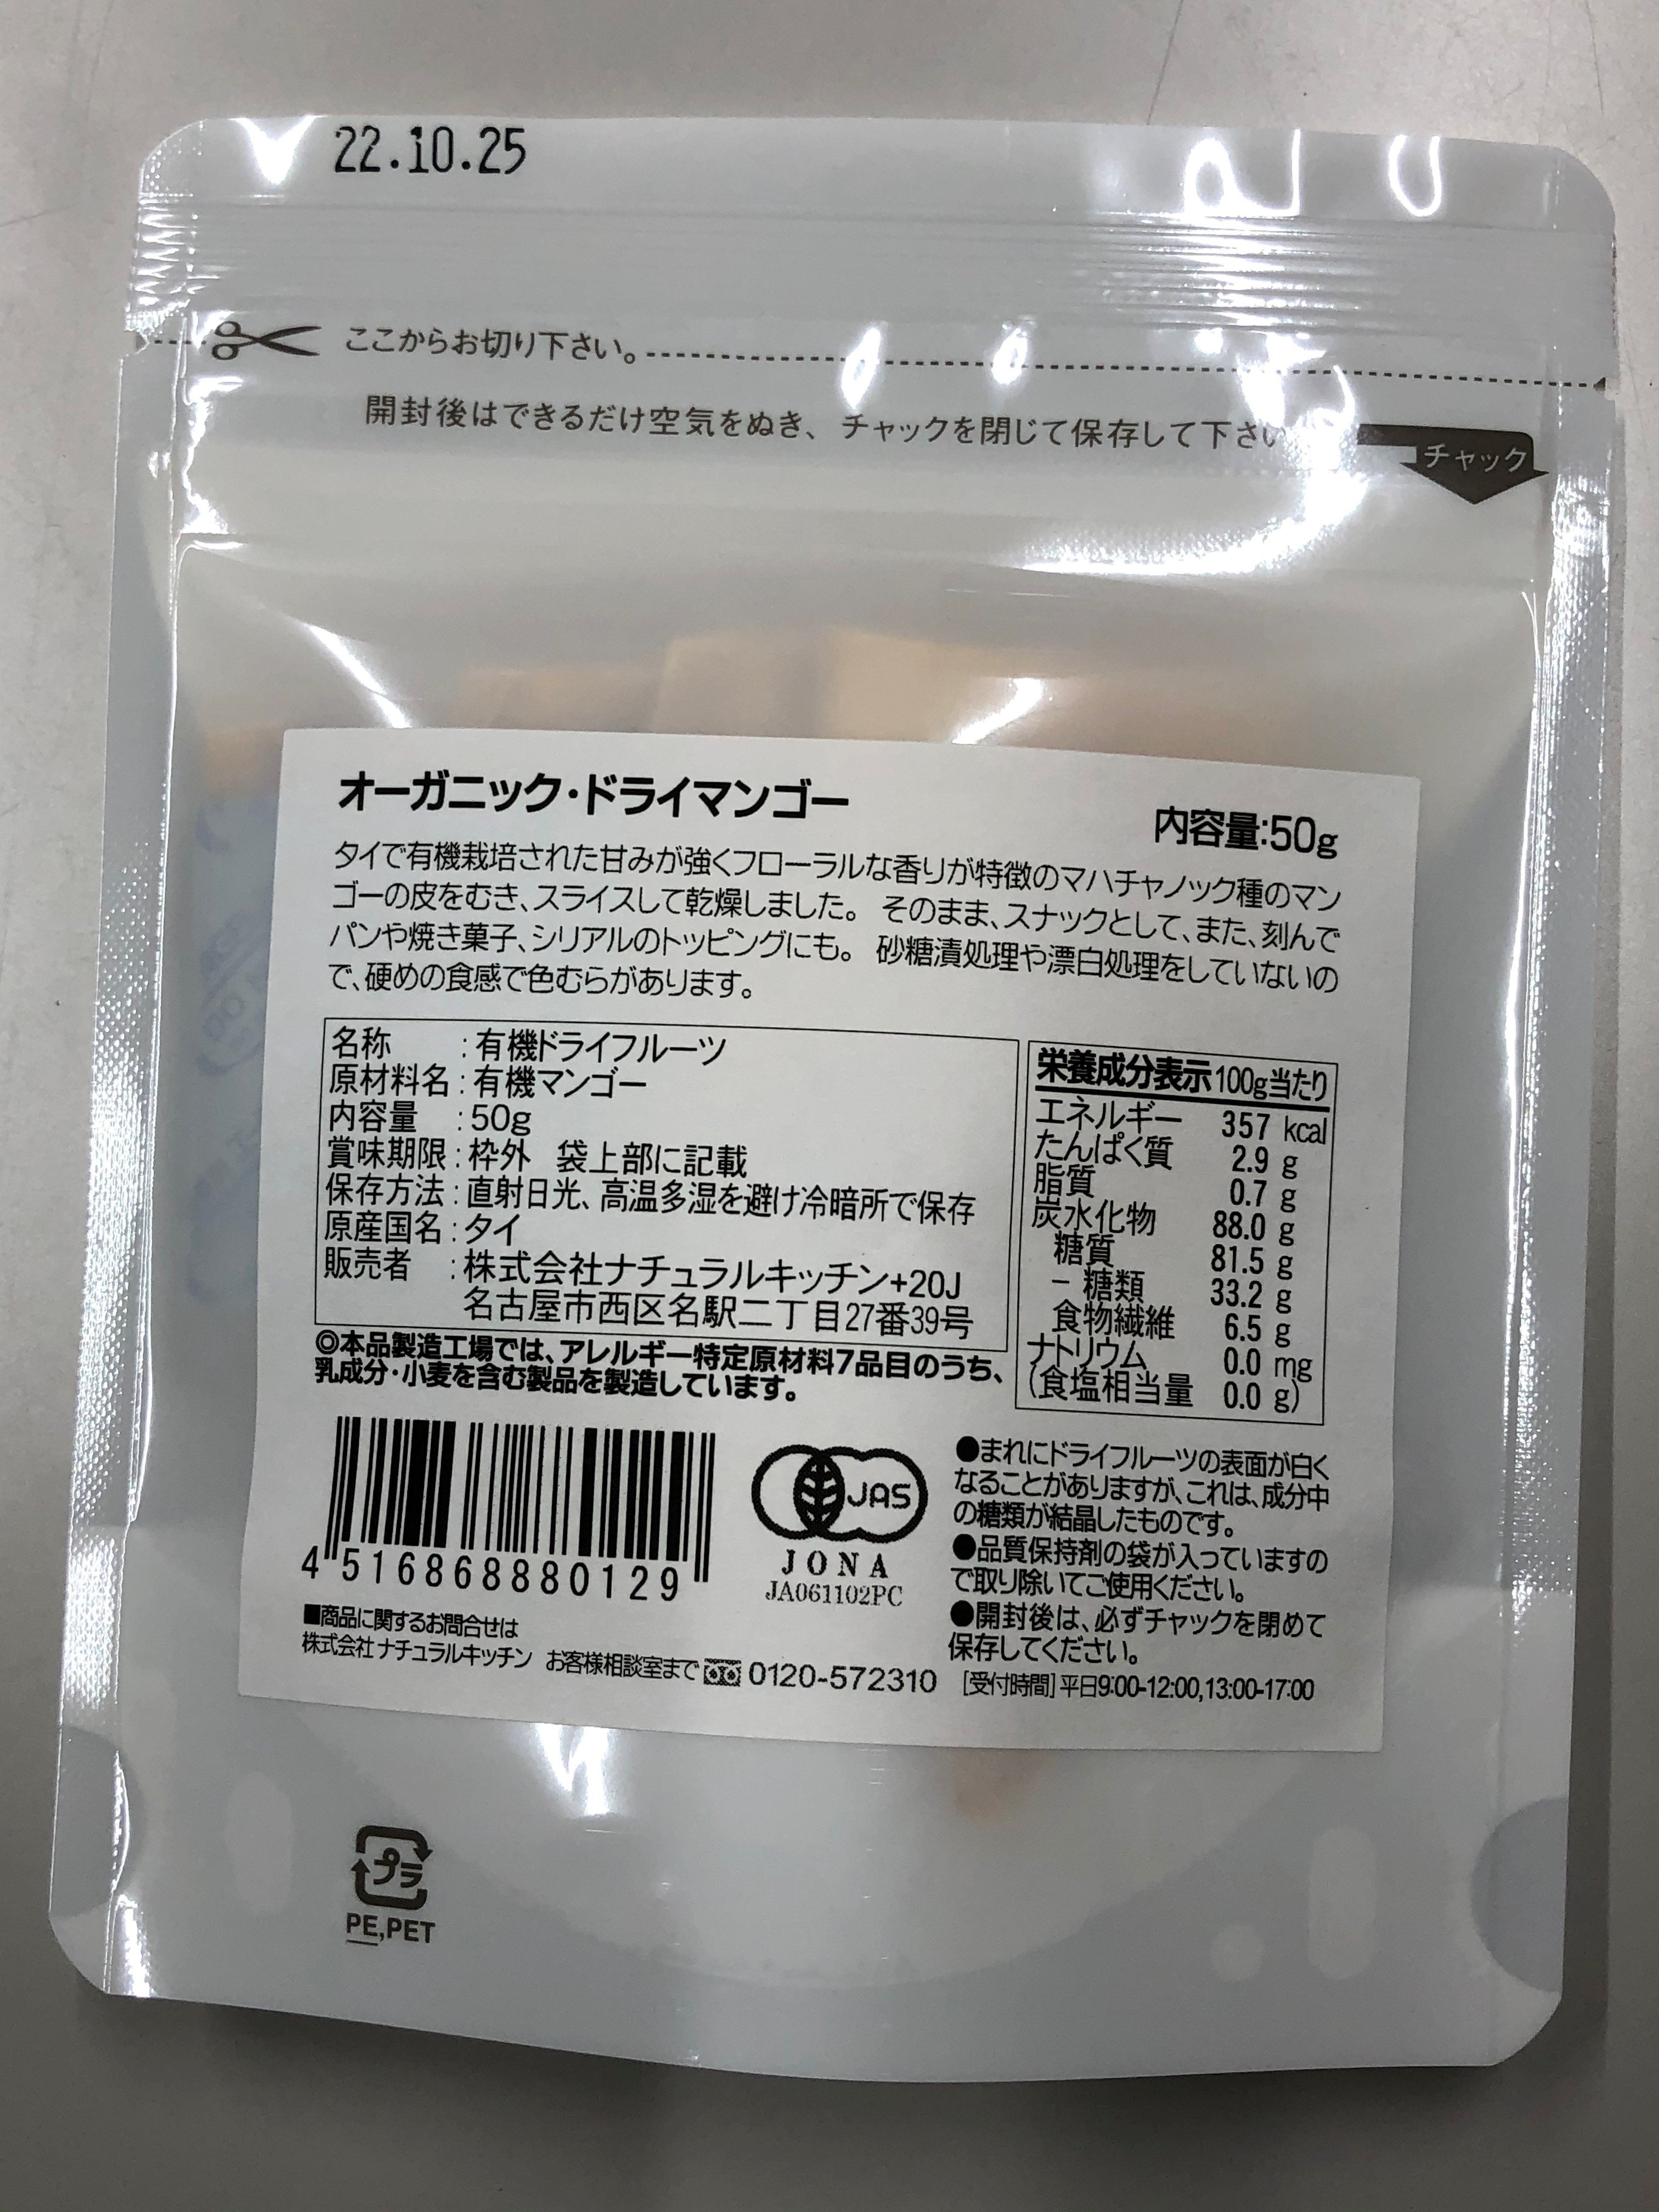 22.10.25
ここからお切り下さい。
開封後はできるだけ空気をぬき、チャックを閉じて保存して下さい
チャック
オーガニック・ドライマンゴー
内容量:50g
タイで有機栽培された甘みが強くフローラルな香りが特徴のマハチャノック種のマン
ゴーの皮をむき、スライスして乾燥しました。 そのまま、スナックとして、また、刻んで
パンや焼き菓子、シリアルのトッピングにも。 砂糖漬処理や漂白処理をしていないの
で、硬めの食感で色むらがあります。
名称 :有機ドライフルーツ
原材料名:有機マンゴー
内容量 :50g
賞味期限:枠外 袋上部に記載
保存方法:直射日光、高温多湿を避け冷暗所で保存
原産国名:タイ
販売者 :株式会社ナチュラルキッチン+20J
名古屋市西区名駅二丁目27番39号
栄養成分表示100g当たり
エネルギー 357 kcal
たんぱく質 2.9 g
脂質 0.7 g
炭水化物 88.0 g
糖質 81.5 g
－糖類 33.2 g
食物繊維 6.5 g
ナトリウム 0.0 mg
(食塩相当量 0.0 g)
◎本品製造工場では、アレルギー特定原材料7品目のうち、
乳成分・小麦を含む製品を製造しています。
4516868880129
JAS
JONA
JA061102PC
●まれにドライフルーツの表面が白く
なることがありますが、これは、成分中
の糖類が結晶したものです。
●品質保持剤の袋が入っていますの
で取り除いてご使用ください。
●開封後は、必ずチャックを閉めて
保存してください。
■商品に関するお問合せは
株式会社 ナチュラルキッチン お客様相談室まで 0120-572310 [受付時間]平日9:00-12:00,13:00-17:00
プラ
PE,PET